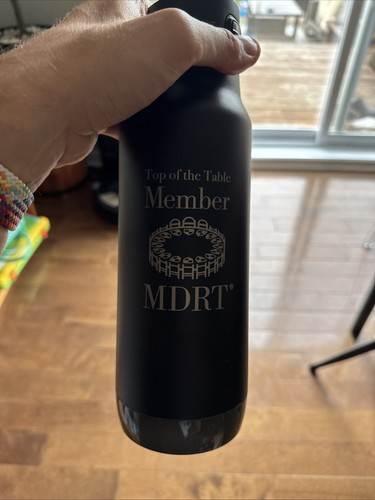 Top of the Table
Member
MDRT®